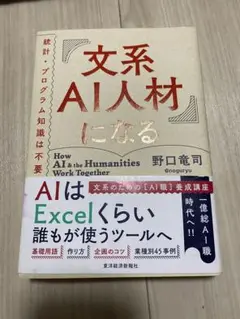 統計・プログラム知識は不要
「文系
AI人材」
になる
How
AI & the Humanities
Work Together
野口竜司
@noguryu
文系のための【AI職】養成講座
AIは
Excelくらい
誰もが使うツールへ
一億総AI職
時代へ!!
基礎用語
作り方
企画のコツ
業種別45事例
東洋経済新報社